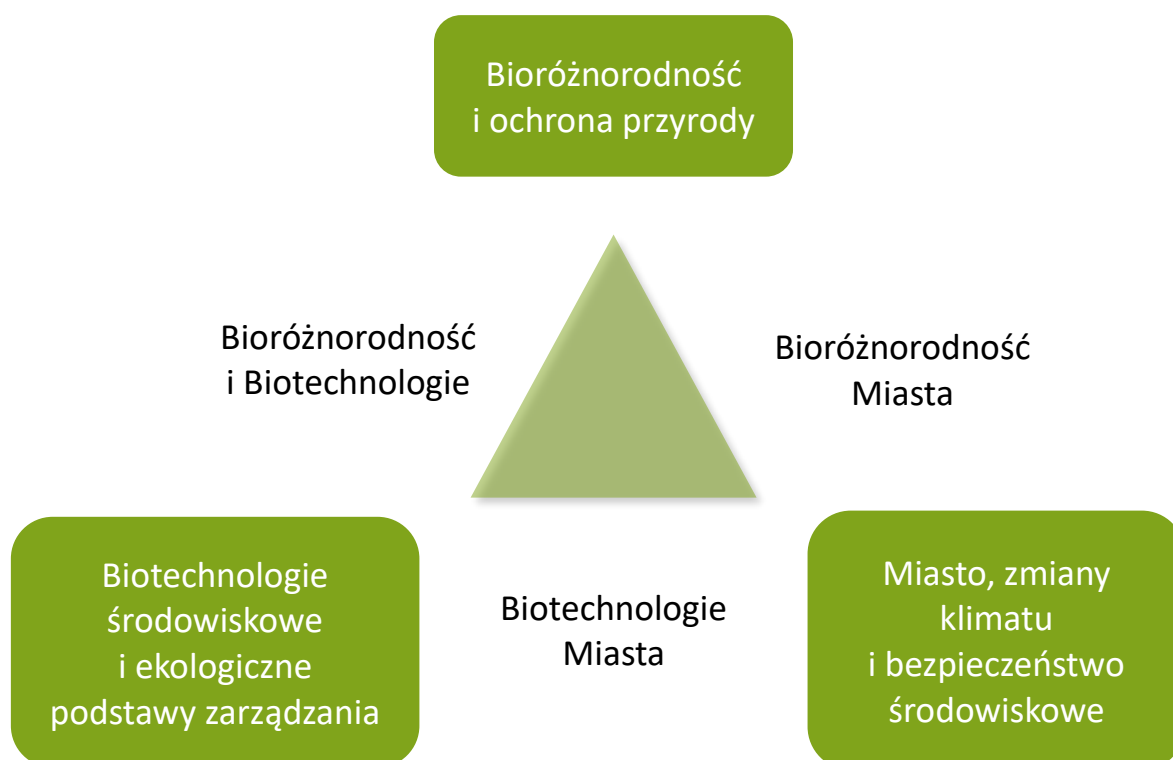 Bioróżnorodność
i ochrona przyrody
Bioróżnorodność
i Biotechnologie
Bioróżnorodność
Miasta
Biotechnologie
środowiskowe
i ekologiczne
podstawy zarządzania
Biotechnologie
Miasta
Miasto, zmiany
klimatu
i bezpieczeństwo
środowiskowe